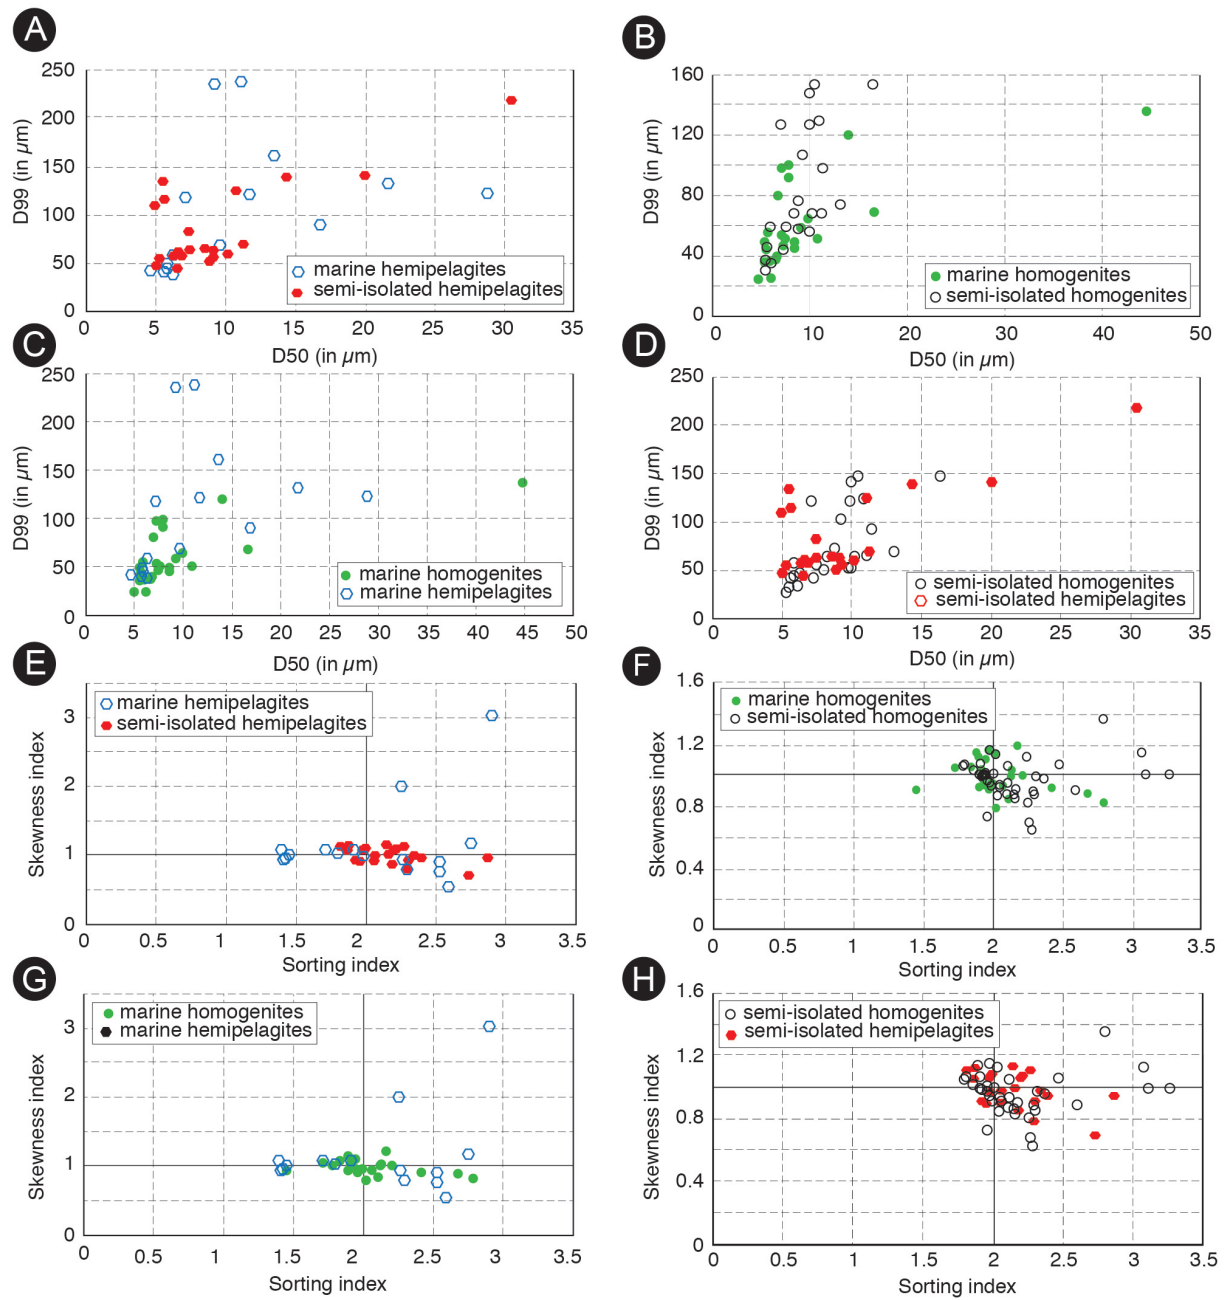 A
D99 (in µm)
250
200
150
100
50
0
marine hemipelagites
semi-isolated hemipelagites
0 5 10 15 20 25 30 35
D50 (in µm)
B
D99 (in µm)
160
120
80
40
0
marine homogenites
semi-isolated homogenites
0 10 20 30 40 50
D50 (in µm)
C
D99 (in µm)
250
200
150
100
50
0
marine homogenites
marine hemipelagites
0 5 10 15 20 25 30 35 40 45 50
D50 (in µm)
D
D99 (in µm)
250
200
150
100
50
0
semi-isolated homogenites
semi-isolated hemipelagites
0 5 10 15 20 25 30 35
D50 (in µm)
E
Skewness index
marine hemipelagites
semi-isolated hemipelagites
3
2
1
0
0 0.5 1 1.5 2 2.5 3 3.5
Sorting index
F
Skewness index
1.6
marine homogenites
semi-isolated homogenites
1.2
0.8
0.4
0
0 0.5 1 1.5 2 2.5 3 3.5
Sorting index
G
Skewness index
marine homogenites
marine hemipelagites
3
2
1
0
0 0.5 1 1.5 2 2.5 3 3.5
Sorting index
H
Skewness index
1.6
semi-isolated homogenites
semi-isolated hemipelagites
1.2
0.8
0.4
0
0 0.5 1 1.5 2 2.5 3 3.5
Sorting index